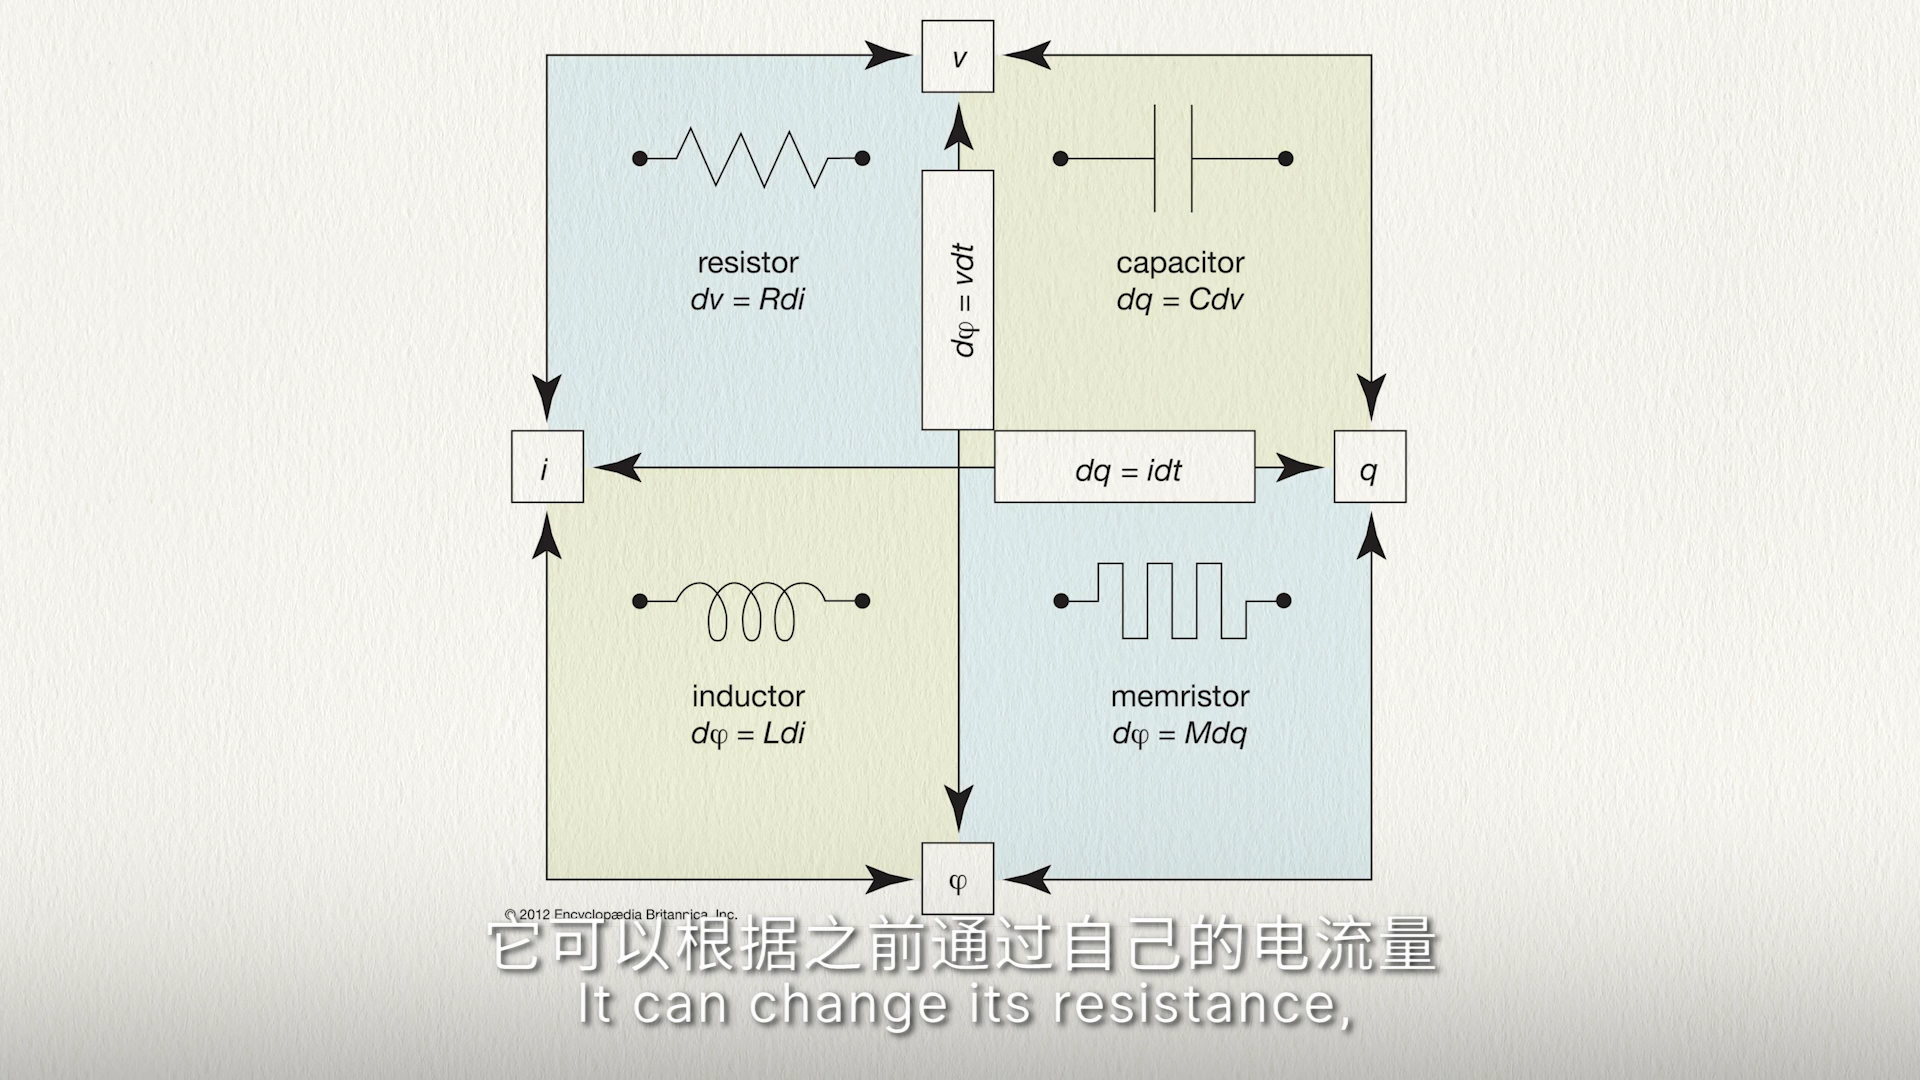 v
resistor
dv = Rdi
dφ = vdt
capacitor
dq = Cdv
i
dq = idt
q
inductor
dφ = Ldi
memristor
dφ = Mdq
φ
© 2012 Encyclopædia Britannica, Inc.
它可以根据之前通过自己的电流量
It can change its resistance,